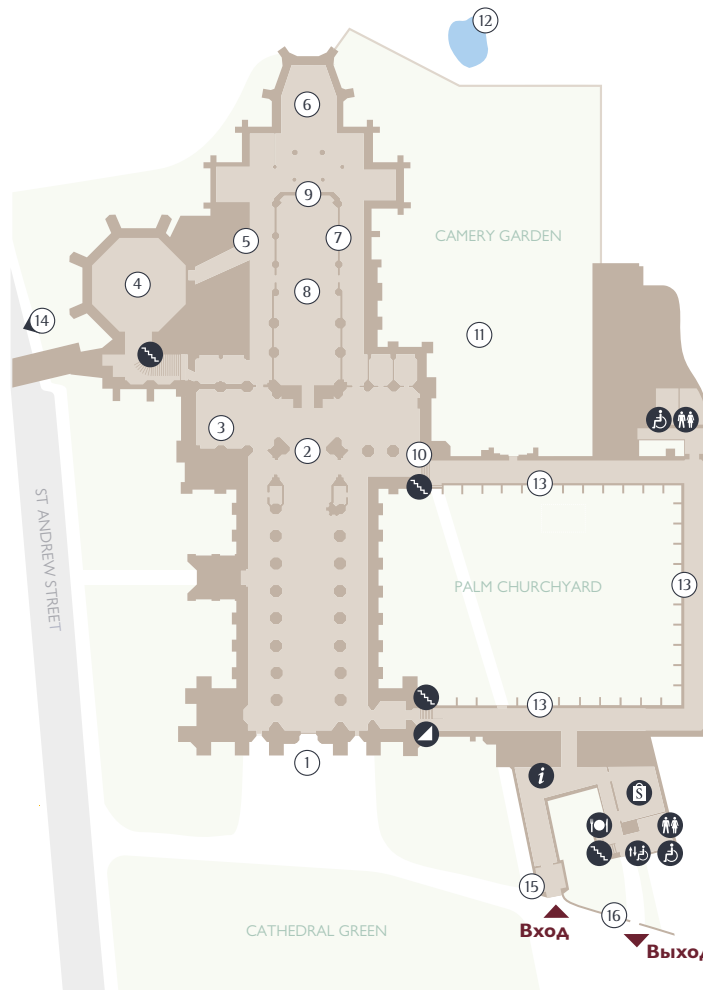 12
6
9
7
5
CAMERY GARDEN
4
8
14
11
3
2
10
13
ST ANDREW STREET
PALM CHURCHYARD
13
13
1
i
S
15
16
Вход
CATHEDRAL GREEN
Выход